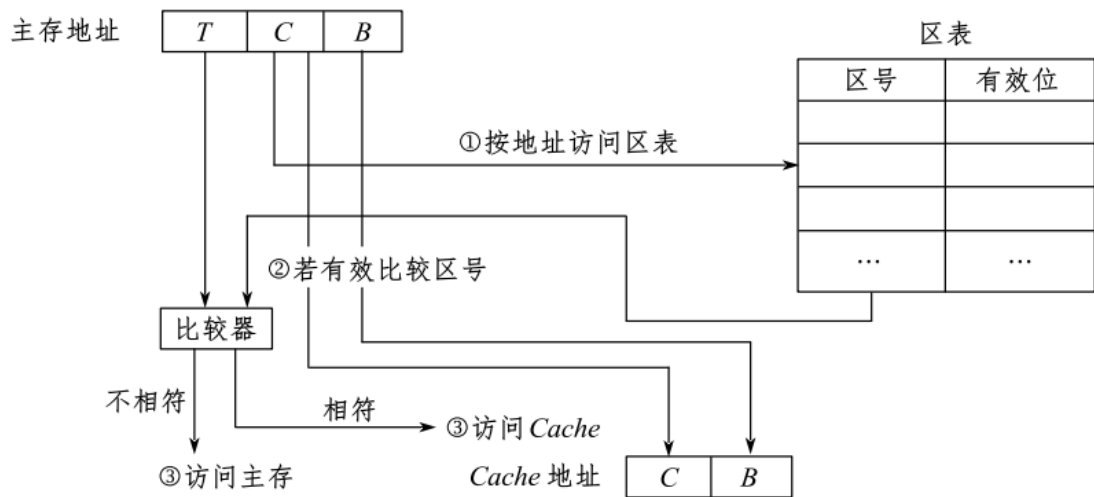 主存地址
T C B
区表
区号 有效位
①按地址访问区表
②若有效比较区号
… …
比较器
不相符
相符
③访问Cache
③访问主存
Cache 地址
C B